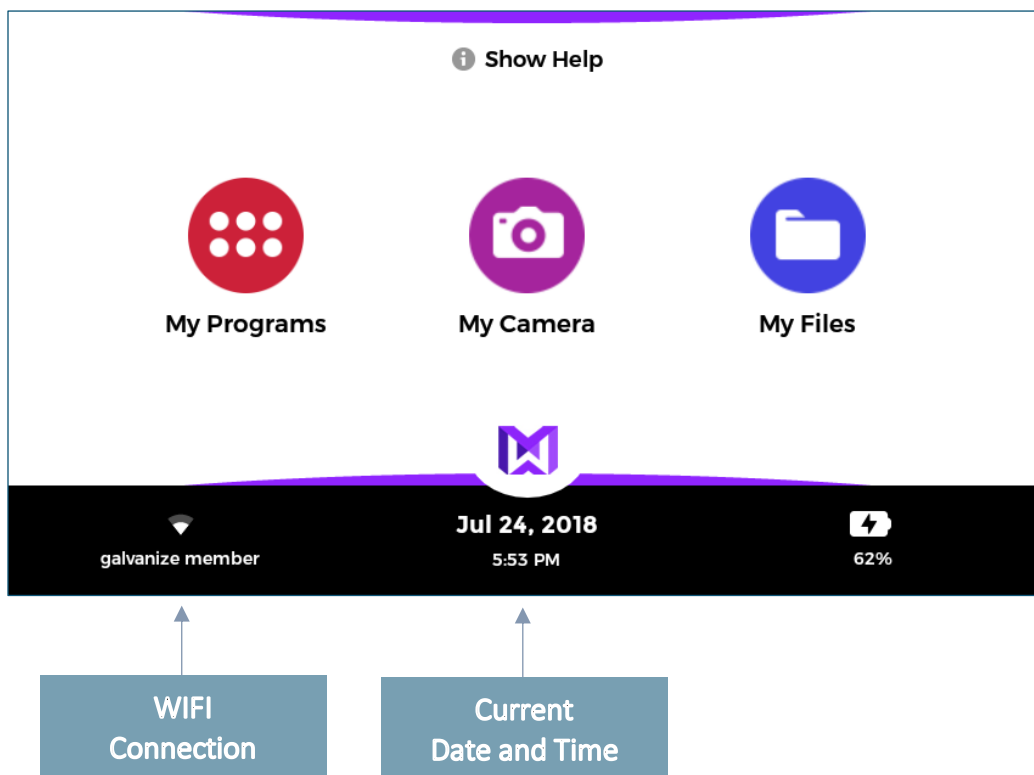 Show Help
My Programs
My Camera
My Files
Jul 24, 2018
galvanize member
5:53 PM
62%
WIFI
Connection
Current
Date and Time